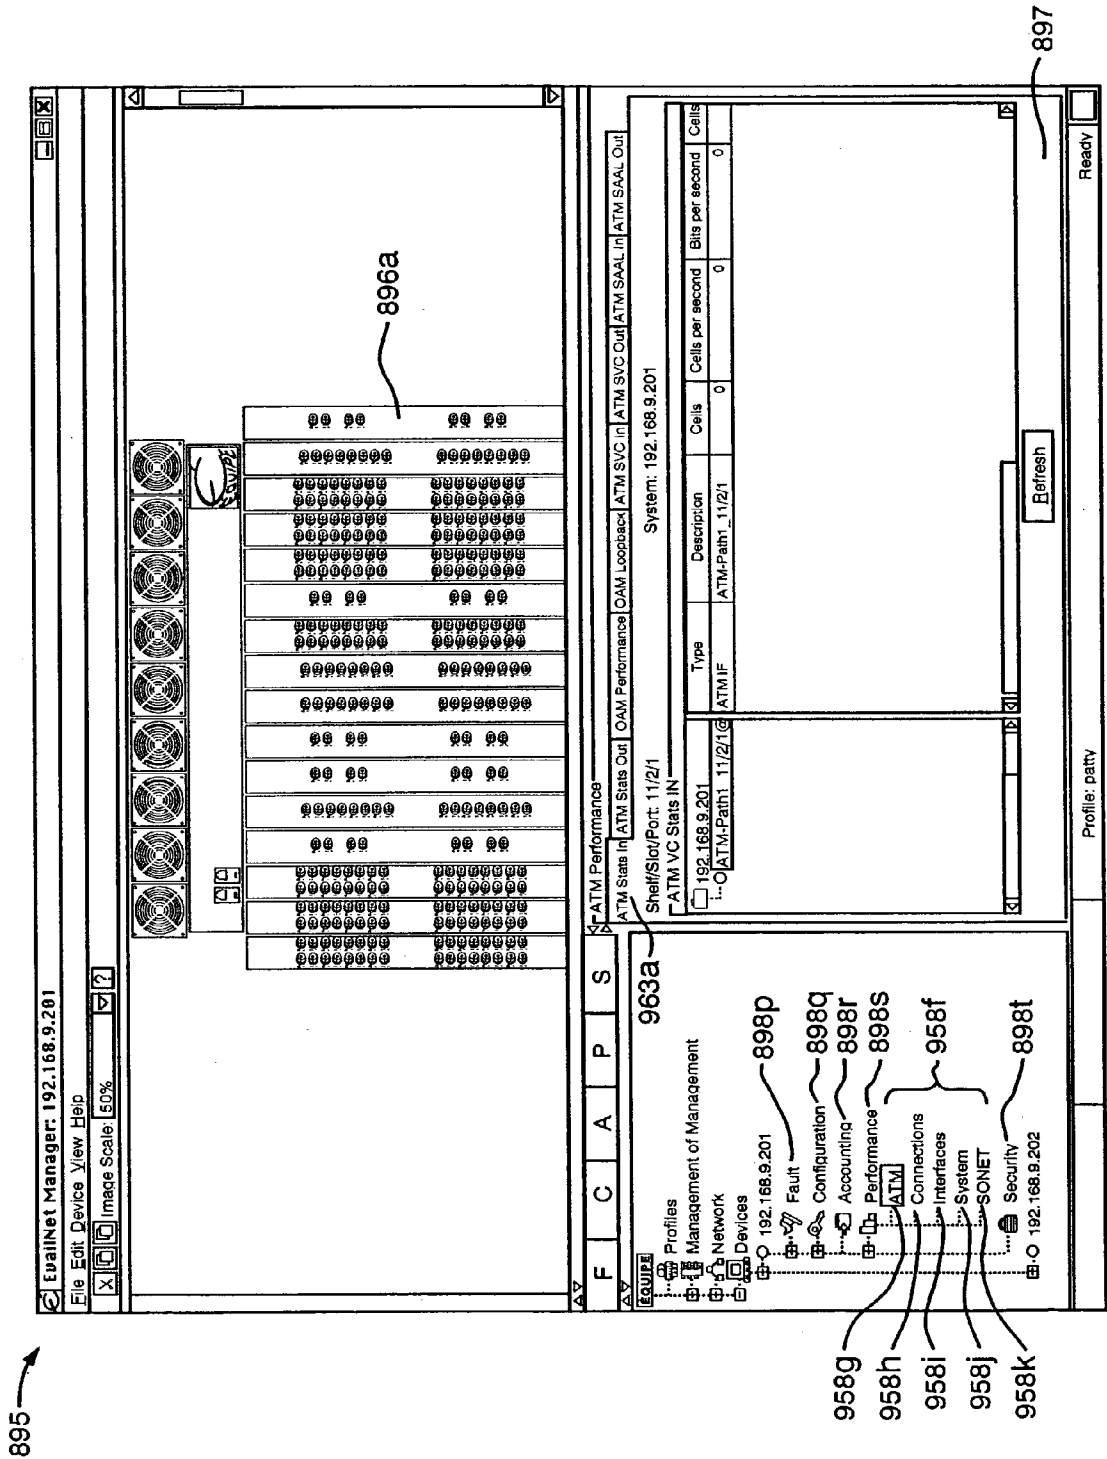 895
EvailNet Manager: 192.168.9.201
File Edit Device View Help
X Image Scale: 50% ?
EQUIPE
896a
F C A P S
EQUIPE
Profiles
Management of Management
Network
Devices
192.168.9.201
Fault
Configuration
Accounting
Performance
ATM
Connections
Interfaces
System
SONET
Security
192.168.9.202
898p
898q
898r
898s
958f
898t
958g
958h
958i
958j
958k
963a
ATM Performance
ATM Stats In ATM Stats Out OAM Performance OAM Loopback ATM SVC In ATM SVC Out ATM SAAL In ATM SAAL Out
Shelf/Slot/Port: 11/2/1 System: 192.168.9.201
ATM VC Stats IN
192.168.9.201 Type Description Cells Cells per second Bits per second Cells
ATM-Path1 11/2/1@ ATM IF ATM-Path1_11/2/1 0 0 0
Refresh
897
Profile: patty Ready